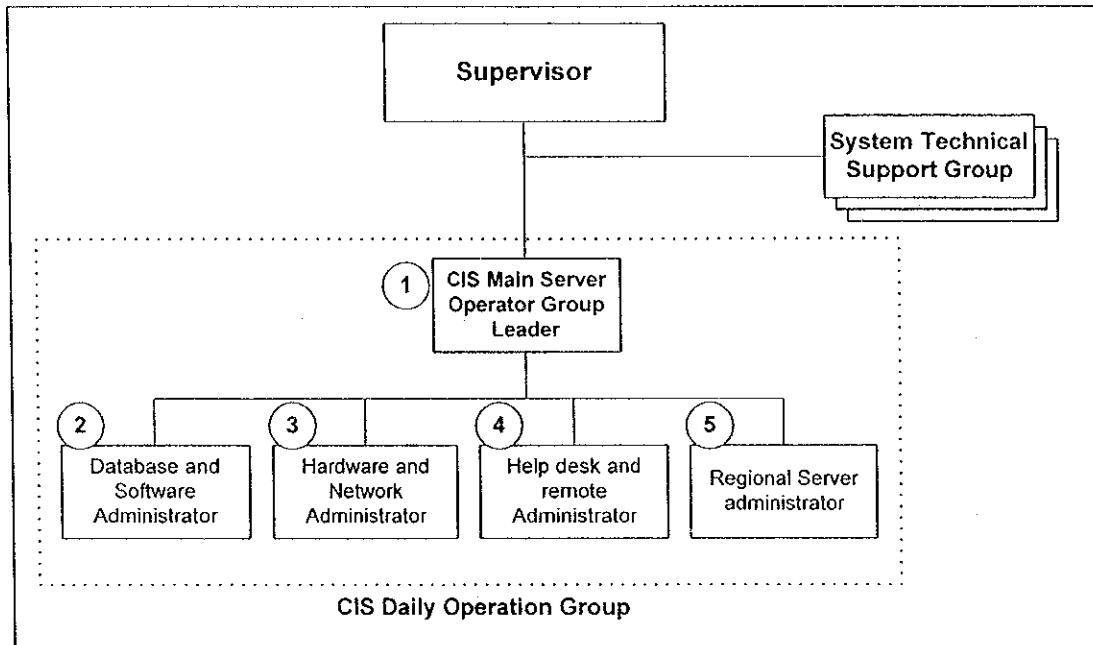 Supervisor
System Technical
Support Group
1
CIS Main Server
Operator Group
Leader
2
Database and
Software
Administrator
3
Hardware and
Network
Administrator
4
Help desk and
remote
Administrator
5
Regional Server
administrator
CIS Daily Operation Group